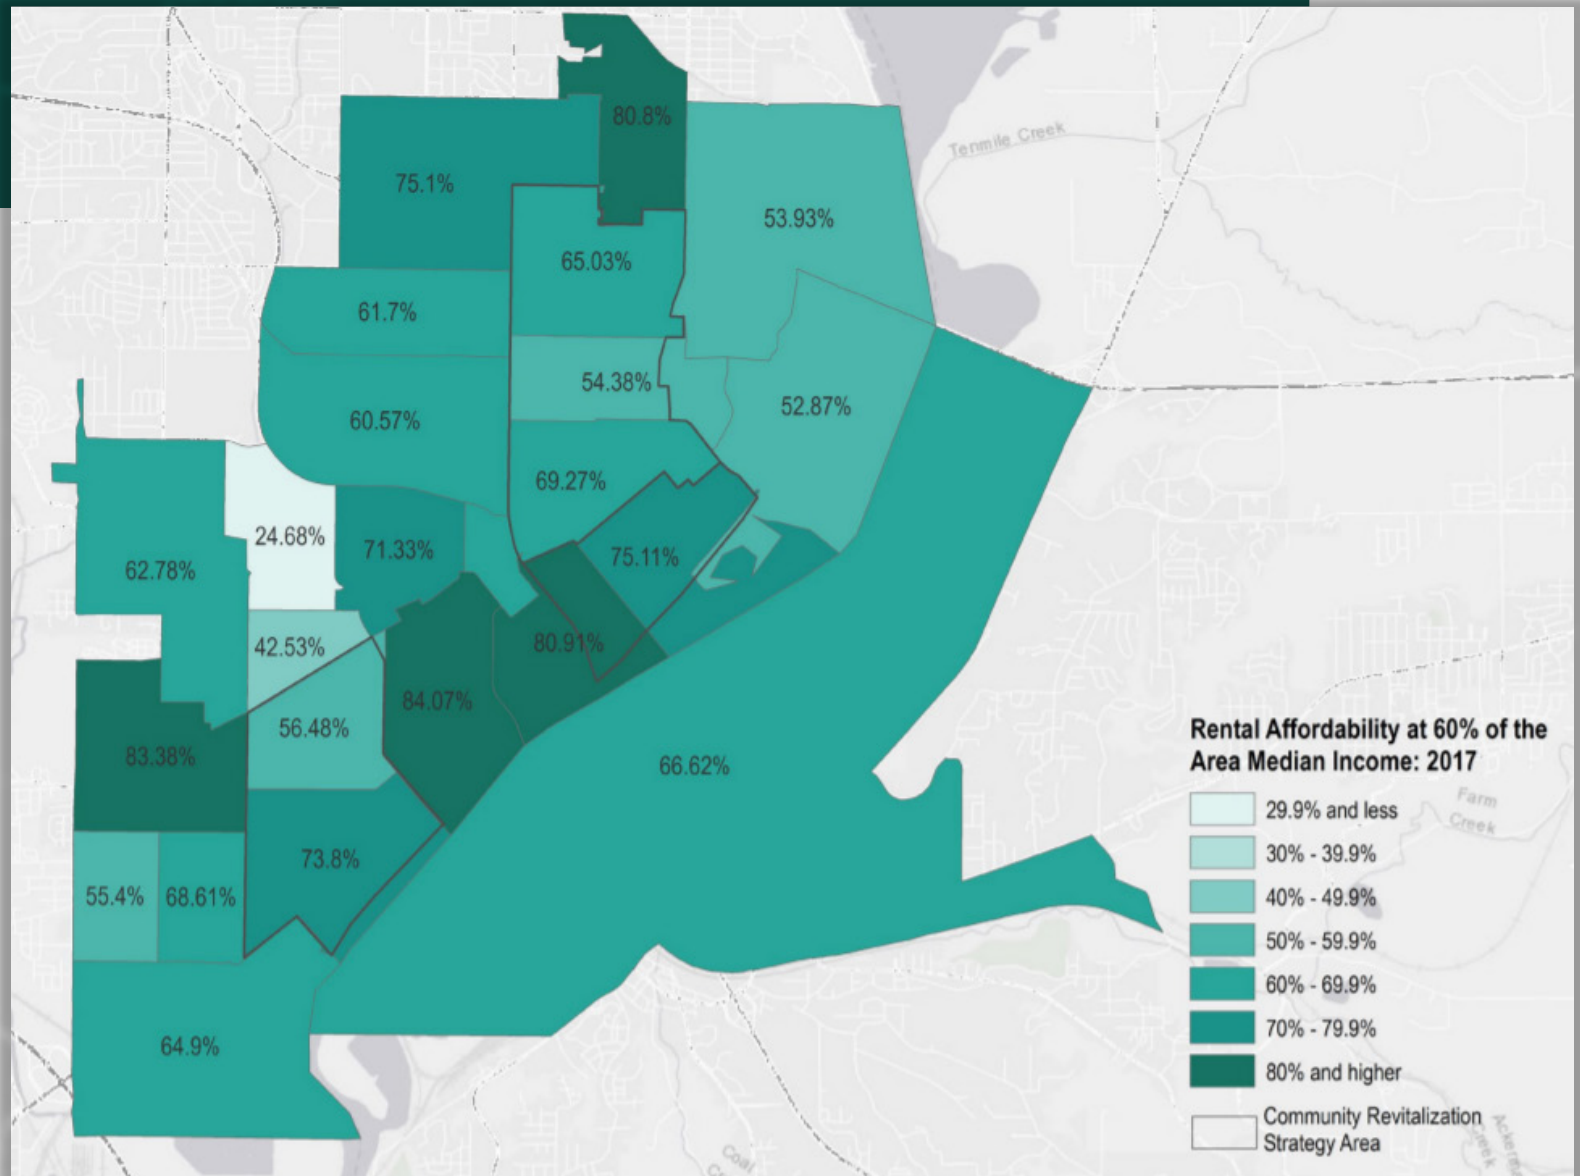 80.8%
Tenmile Creek
75.1%
53.93%
65.03%
61.7%
54.38%
52.87%
60.57%
69.27%
24.68%
71.33%
75.11%
62.78%
42.53%
80.91%
84.07%
56.48%
83.38%
66.62%
73.8%
55.4%
68.61%
64.9%
Rental Affordability at 60% of the
Area Median Income: 2017
29.9% and less
30% - 39.9%
40% - 49.9%
50% - 59.9%
60% - 69.9%
70% - 79.9%
80% and higher
Community Revitalization
Strategy Area
Farm
Creek
Coal